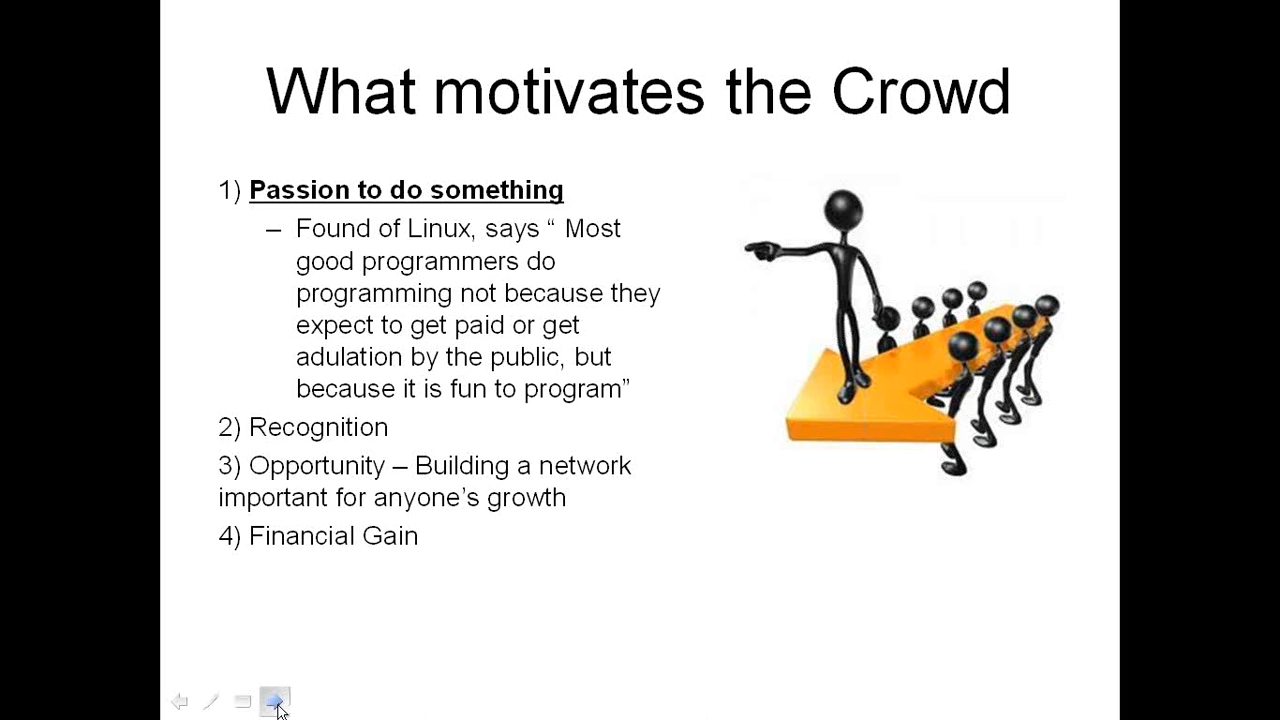 What motivates the Crowd
1) Passion to do something
– Found of Linux, says “ Most
good programmers do
programming not because they
expect to get paid or get
adulation by the public, but
because it is fun to program”
2) Recognition
3) Opportunity – Building a network
important for anyone’s growth
4) Financial Gain